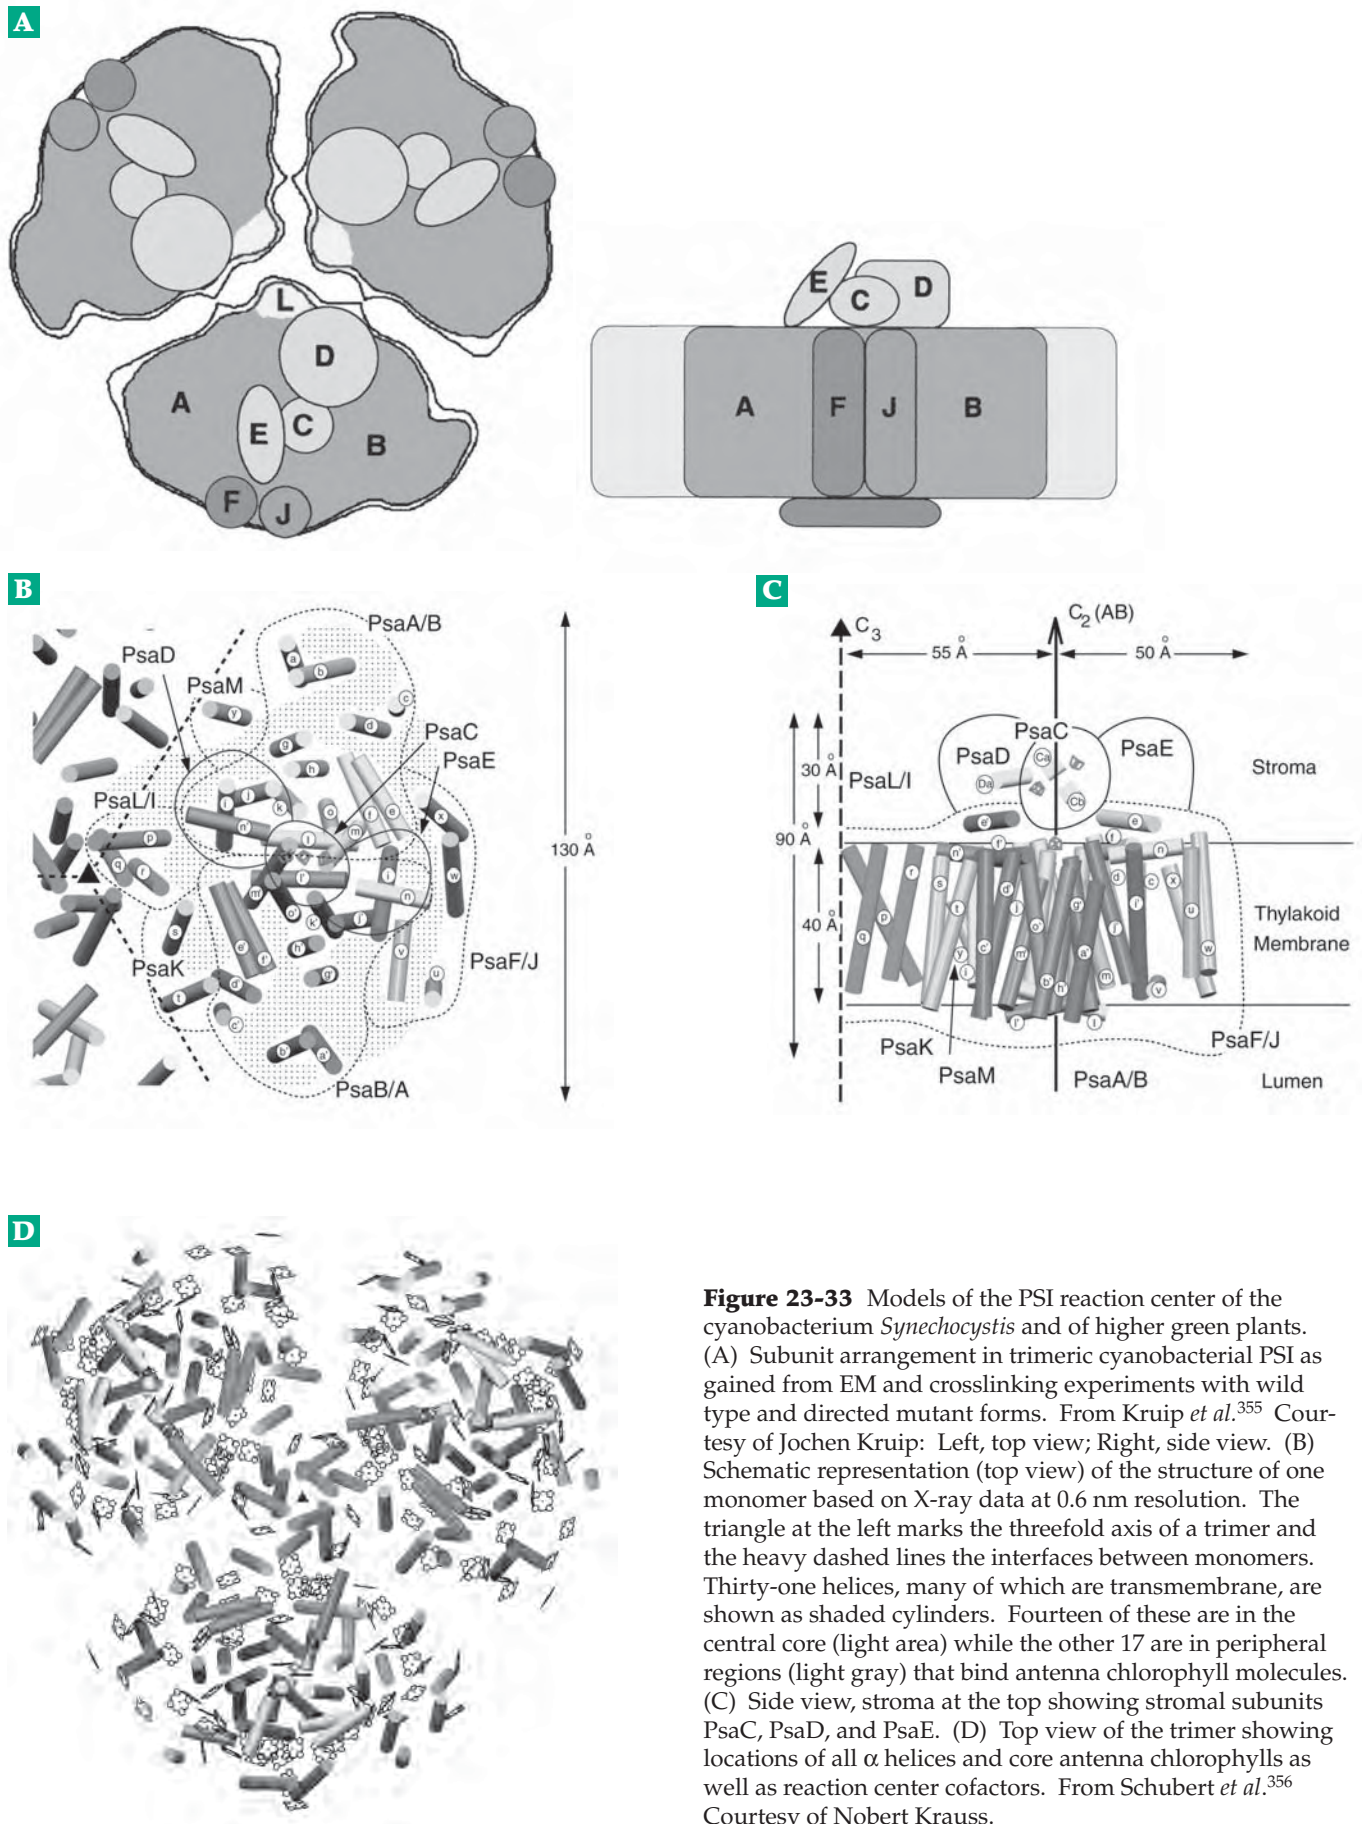 A
L
D
A
E
C
B
F
J
E
C
D
A
F
J
B
B
PsaA/B
PsaD
PsaM
PsaC
PsaE
PsaL/I
PsaK
PsaF/J
PsaB/A
130 Å
a
b
c
y
d
g
h
i
j
k
o
f
e
x
n'
l
m
p
q
r
l'
i
w
m'
n
s
o'
k'
j'
e'
f'
h'
v
g'
u
t
d'
c'
b'
a'
C
C3
C2 (AB)
55 Å
50 Å
PsaC
PsaD
PsaE
Ca
Da
Cb
30 Å
PsaL/I
Stroma
e'
e
90 Å
f'
f
n'
n
r
s
d'
d
c
x
t
j
g'
i'
u
p
o'
40 Å
Thylakoid
Membrane
q
y
c'
m'
a'
j'
w
i
b'
h'
m
v
l'
l
PsaK
PsaM
PsaA/B
PsaF/J
Lumen
D
Figure 23-33 Models of the PSI reaction center of the
cyanobacterium Synechocystis and of higher green plants.
(A) Subunit arrangement in trimeric cyanobacterial PSI as
gained from EM and crosslinking experiments with wild
type and directed mutant forms. From Kruip et al.355 Cour-
tesy of Jochen Kruip: Left, top view; Right, side view. (B)
Schematic representation (top view) of the structure of one
monomer based on X-ray data at 0.6 nm resolution. The
triangle at the left marks the threefold axis of a trimer and
the heavy dashed lines the interfaces between monomers.
Thirty-one helices, many of which are transmembrane, are
shown as shaded cylinders. Fourteen of these are in the
central core (light area) while the other 17 are in peripheral
regions (light gray) that bind antenna chlorophyll molecules.
(C) Side view, stroma at the top showing stromal subunits
PsaC, PsaD, and PsaE. (D) Top view of the trimer showing
locations of all α helices and core antenna chlorophylls as
well as reaction center cofactors. From Schubert et al.356
Courtesy of Nobert Krauss.